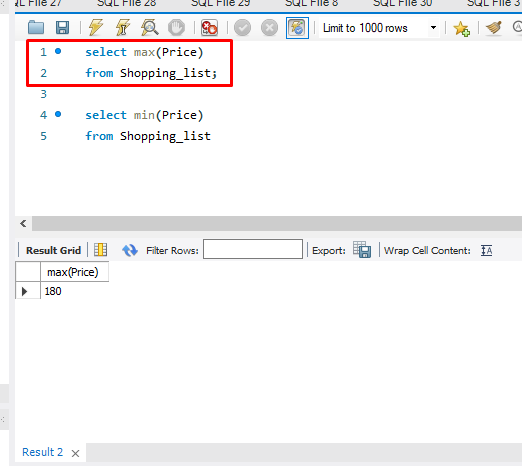 QL File 27 SQL File 28 SQL File 29 SQL File 8 SQL File 30 SQL File 3
Limit to 1000 rows
1 select max(Price)
2 from Shopping_list;
3
4 select min(Price)
5 from Shopping_list
Result Grid Filter Rows: Export: Wrap Cell Content: IA
max(Price)
180
Result 2